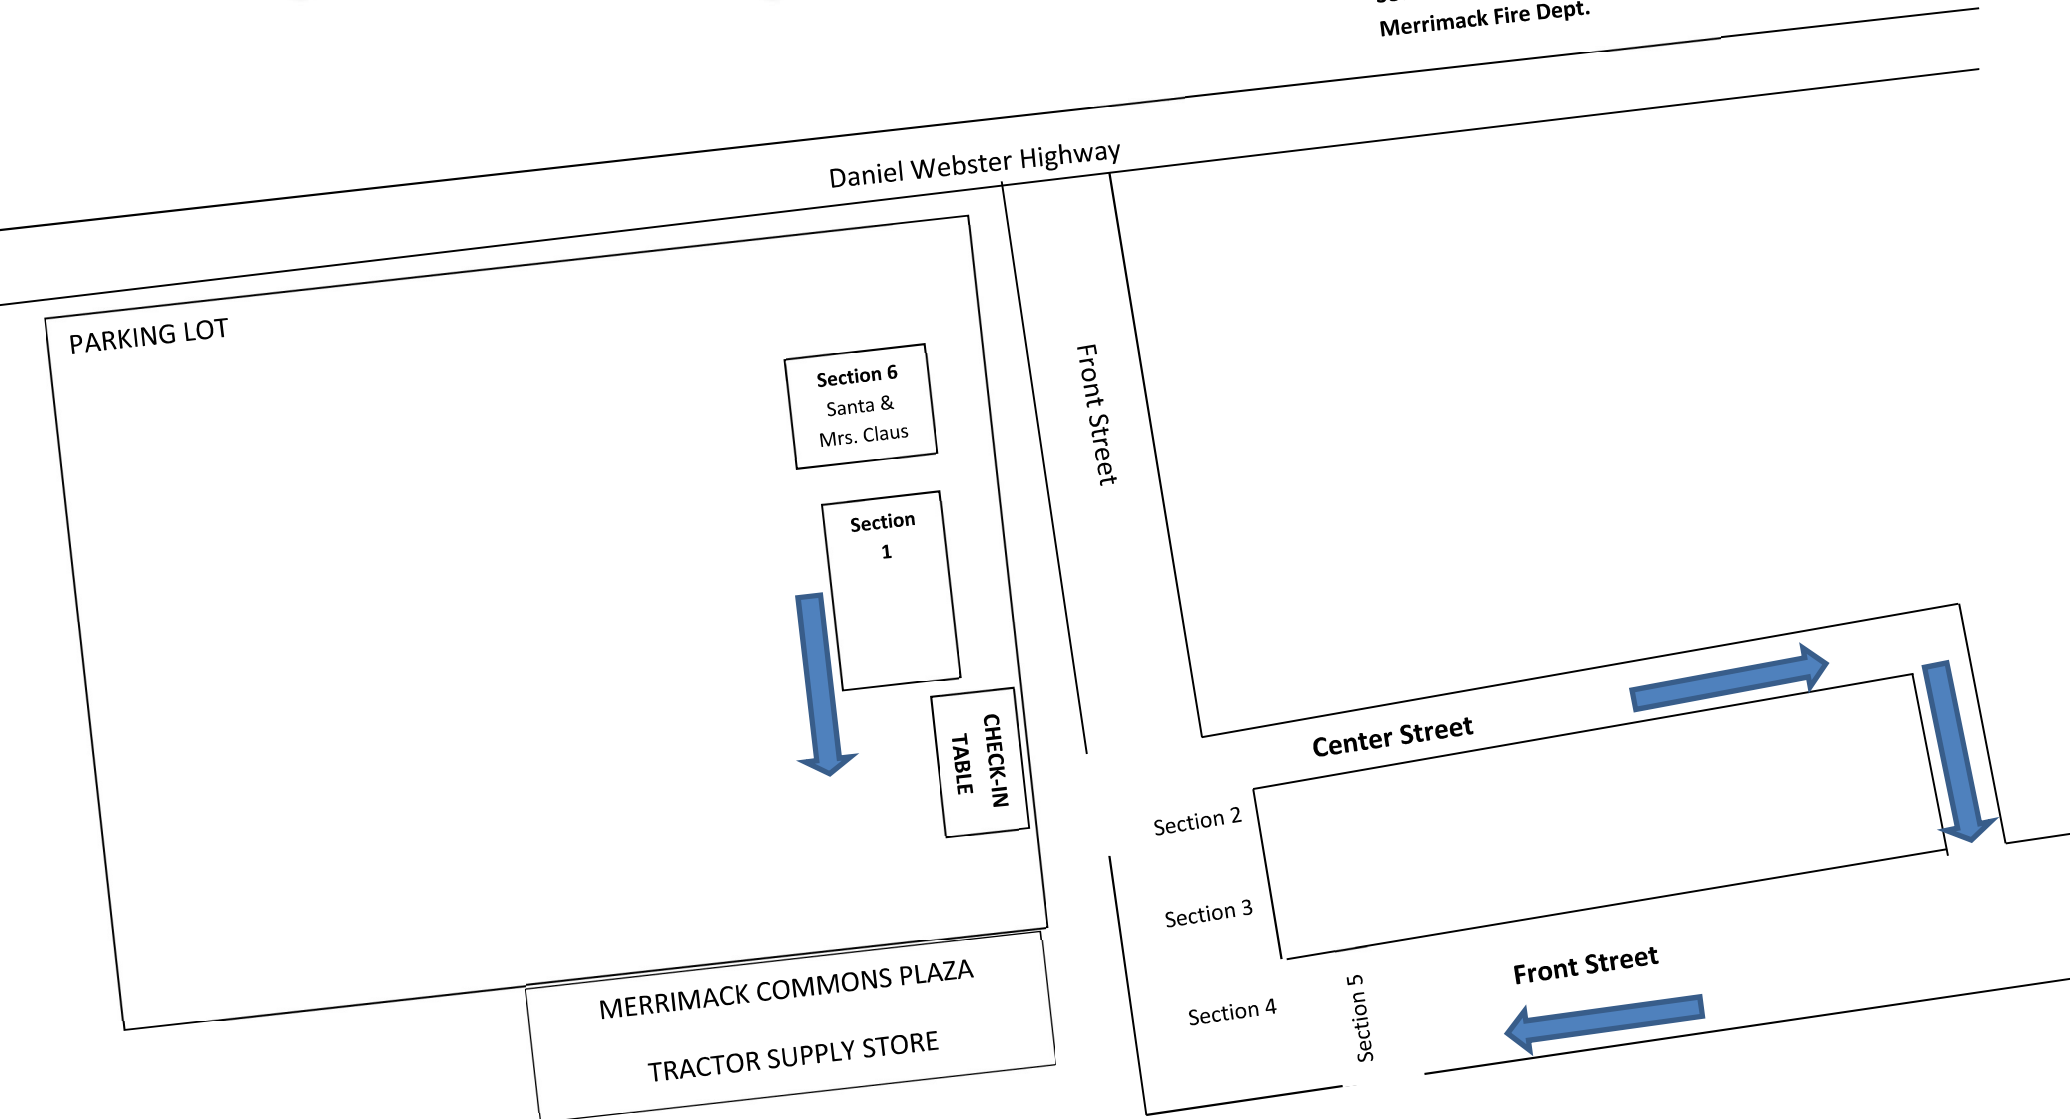 Merrimack Fire Dept.
Daniel Webster Highway
PARKING LOT
Section 6
Santa &
Mrs. Claus
Front Street
Section
1
CHECK-IN
TABLE
Center Street
Section 2
Section 3
Section 4
Section 5
Front Street
MERRIMACK COMMONS PLAZA
TRACTOR SUPPLY STORE